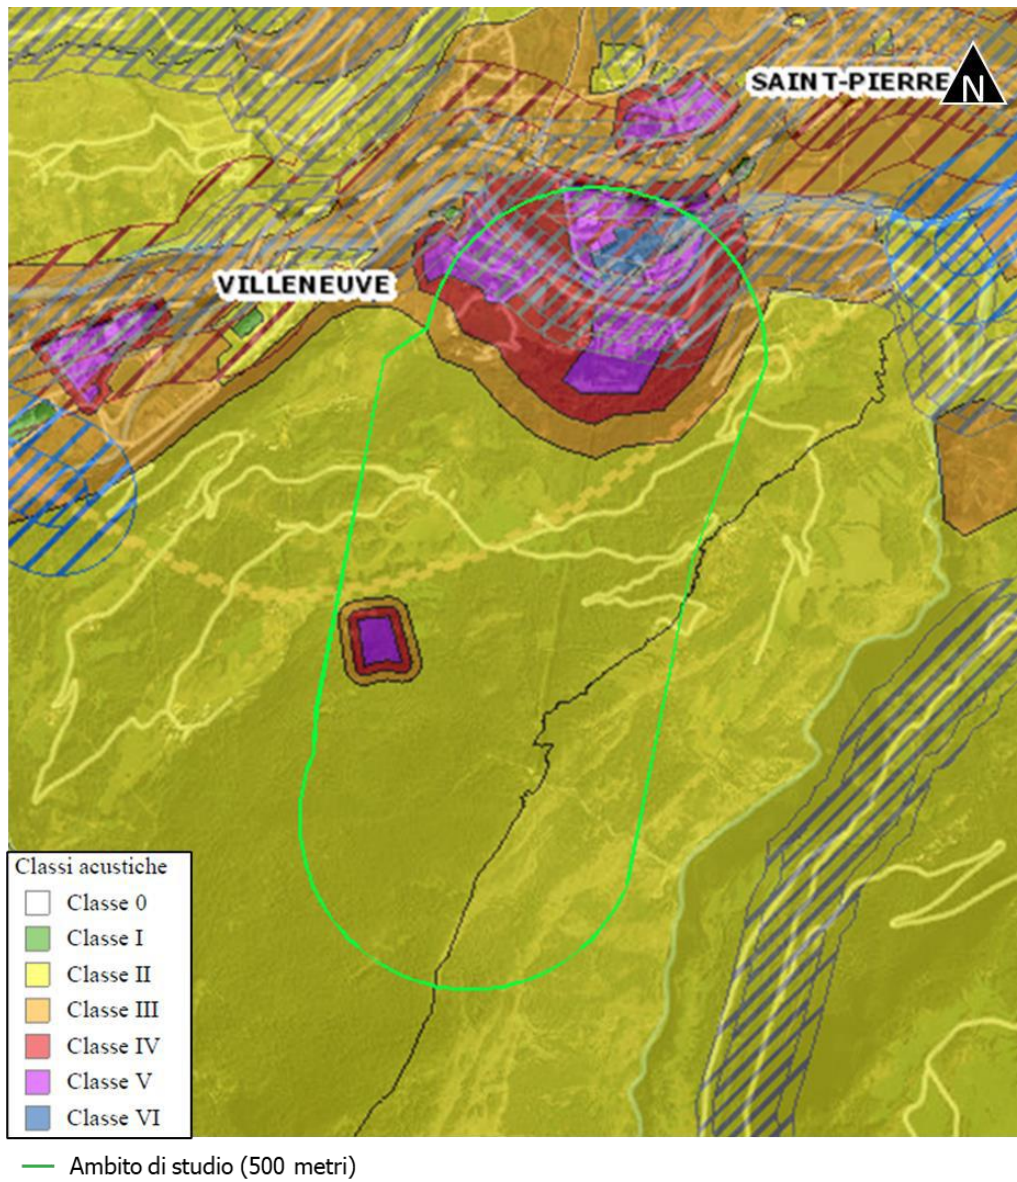 SAINT-PIERRE
N
VILLENEUVE
Classi acustiche
Classe 0
Classe I
Classe II
Classe III
Classe IV
Classe V
Classe VI
Ambito di studio (500 metri)